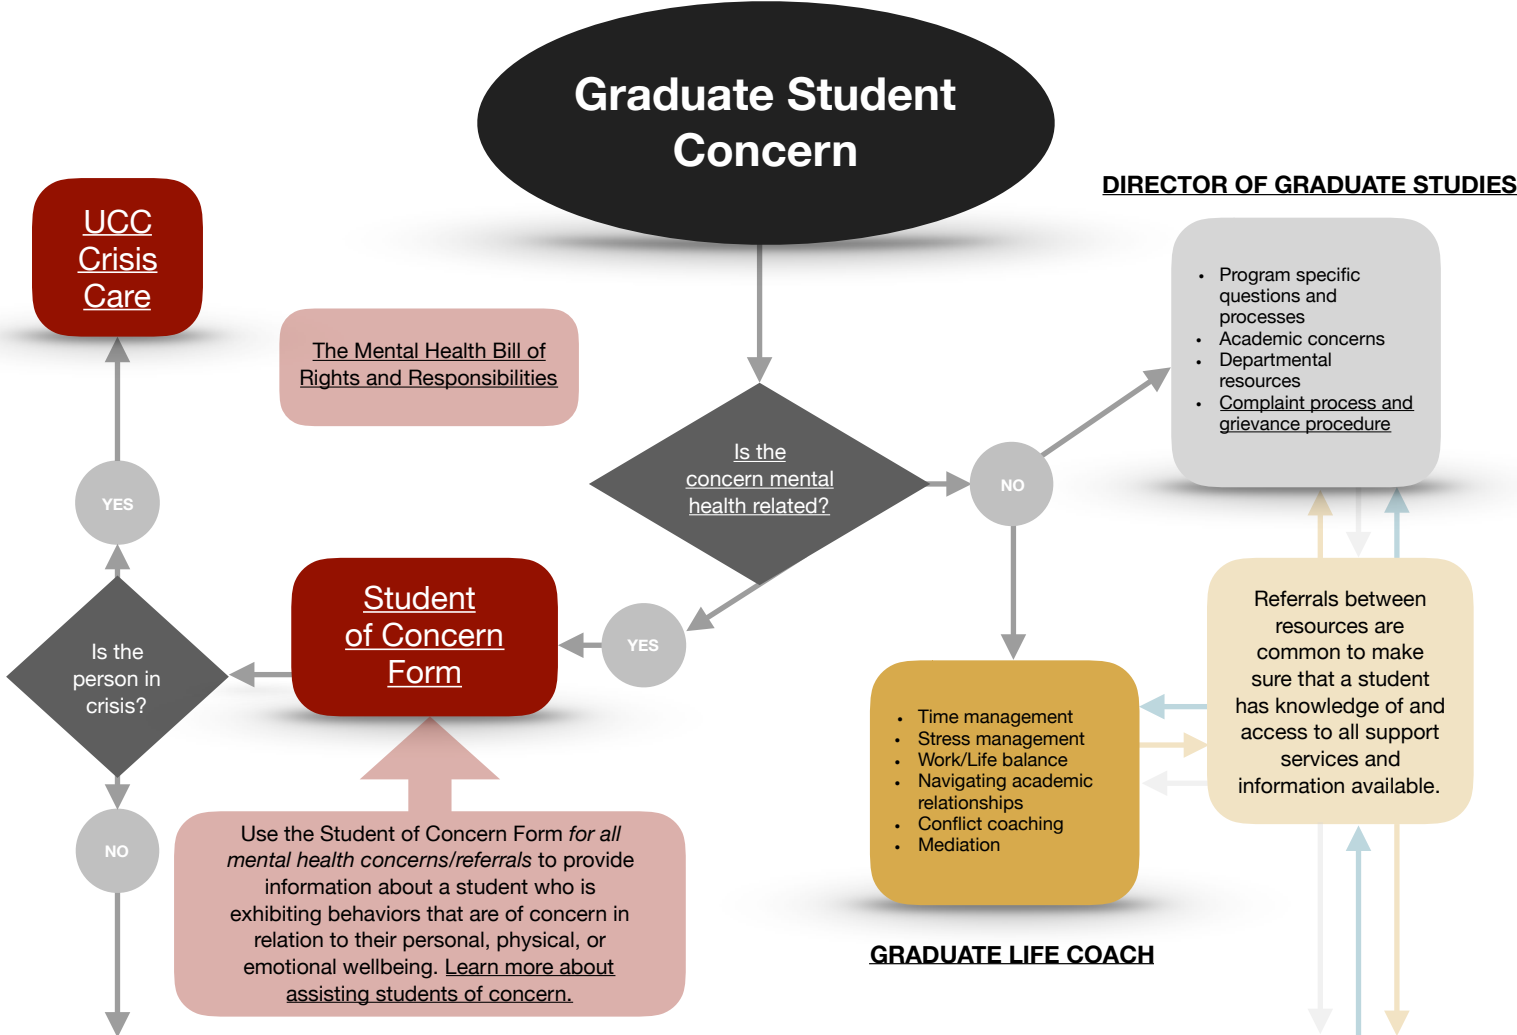 Graduate Student
Concern
DIRECTOR OF GRADUATE STUDIES
UCC
Crisis
Care
• Program specific
questions and
processes
• Academic concerns
• Departmental
resources
• Complaint process and
grievance procedure
The Mental Health Bill of
Rights and Responsibilities
Is the
concern mental
health related?
NO
YES
Student
of Concern
Form
YES
Is the
person in
crisis?
NO
Referrals between
resources are
common to make
sure that a student
has knowledge of and
access to all support
services and
information available.
• Time management
• Stress management
• Work/Life balance
• Navigating academic
relationships
• Conflict coaching
• Mediation
GRADUATE LIFE COACH
Use the Student of Concern Form for all
mental health concerns/referrals to provide
information about a student who is
exhibiting behaviors that are of concern in
relation to their personal, physical, or
emotional wellbeing. Learn more about
assisting students of concern.